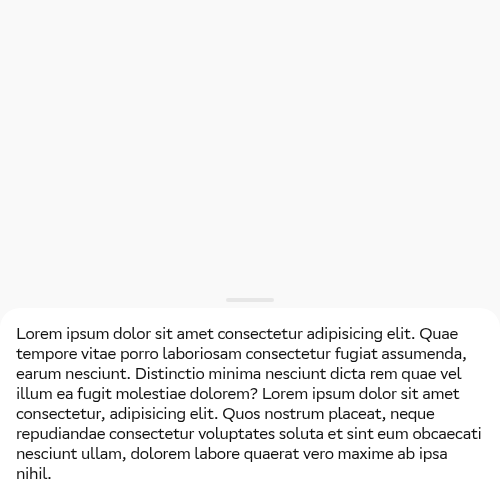 Lorem ipsum dolor sit amet consectetur adipisicing elit. Quae
tempore vitae porro laboriosam consectetur fugiat assumenda,
earum nesciunt. Distinctio minima nesciunt dicta rem quae vel
illum ea fugit molestiae dolorem? Lorem ipsum dolor sit amet
consectetur, adipisicing elit. Quos nostrum placeat, neque
repudiandae consectetur voluptates soluta et sint eum obcaecati
nesciunt ullam, dolorem labore quaerat vero maxime ab ipsa
nihil.